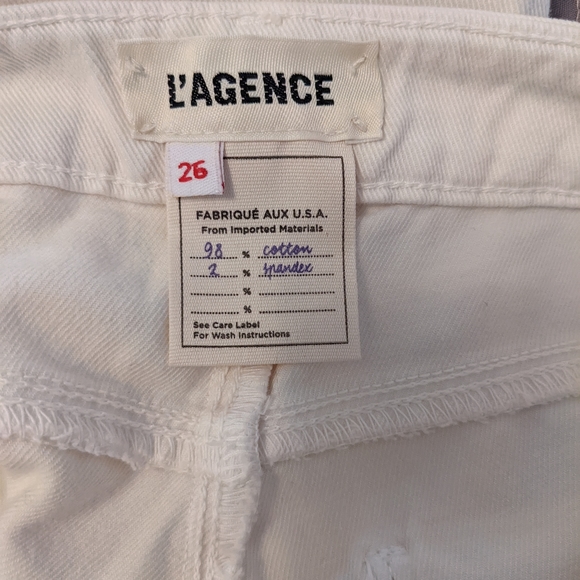 L'AGENCE
26
FABRIQUÉ AUX U.S.A.
From Imported Materials
98 % cotton
2 % spandex
%
%
See Care Label
For Wash Instructions